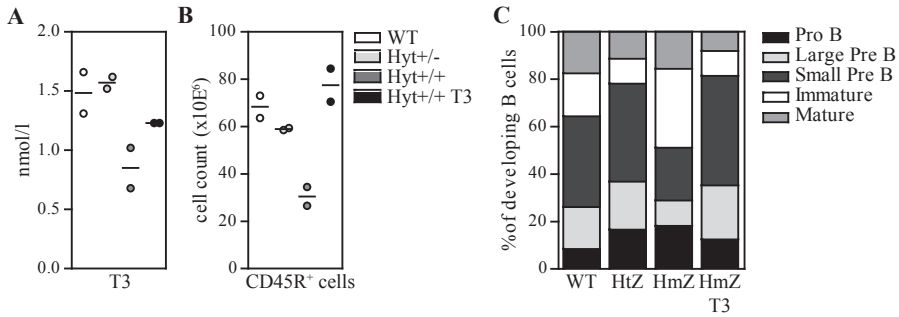 A
nmol/l
2.0
1.5
1.0
0.5
0.0
T3
B
cell count (x10E⁶)
100
80
60
40
20
0
CD45R⁺ cells
WT
Hyt+/-
Hyt+/+
Hyt+/+ T3
C
%of developing B cells
100
80
60
40
20
0
WT HtZ HmZ HmZ
T3
Pro B
Large Pre B
Small Pre B
Immature
Mature